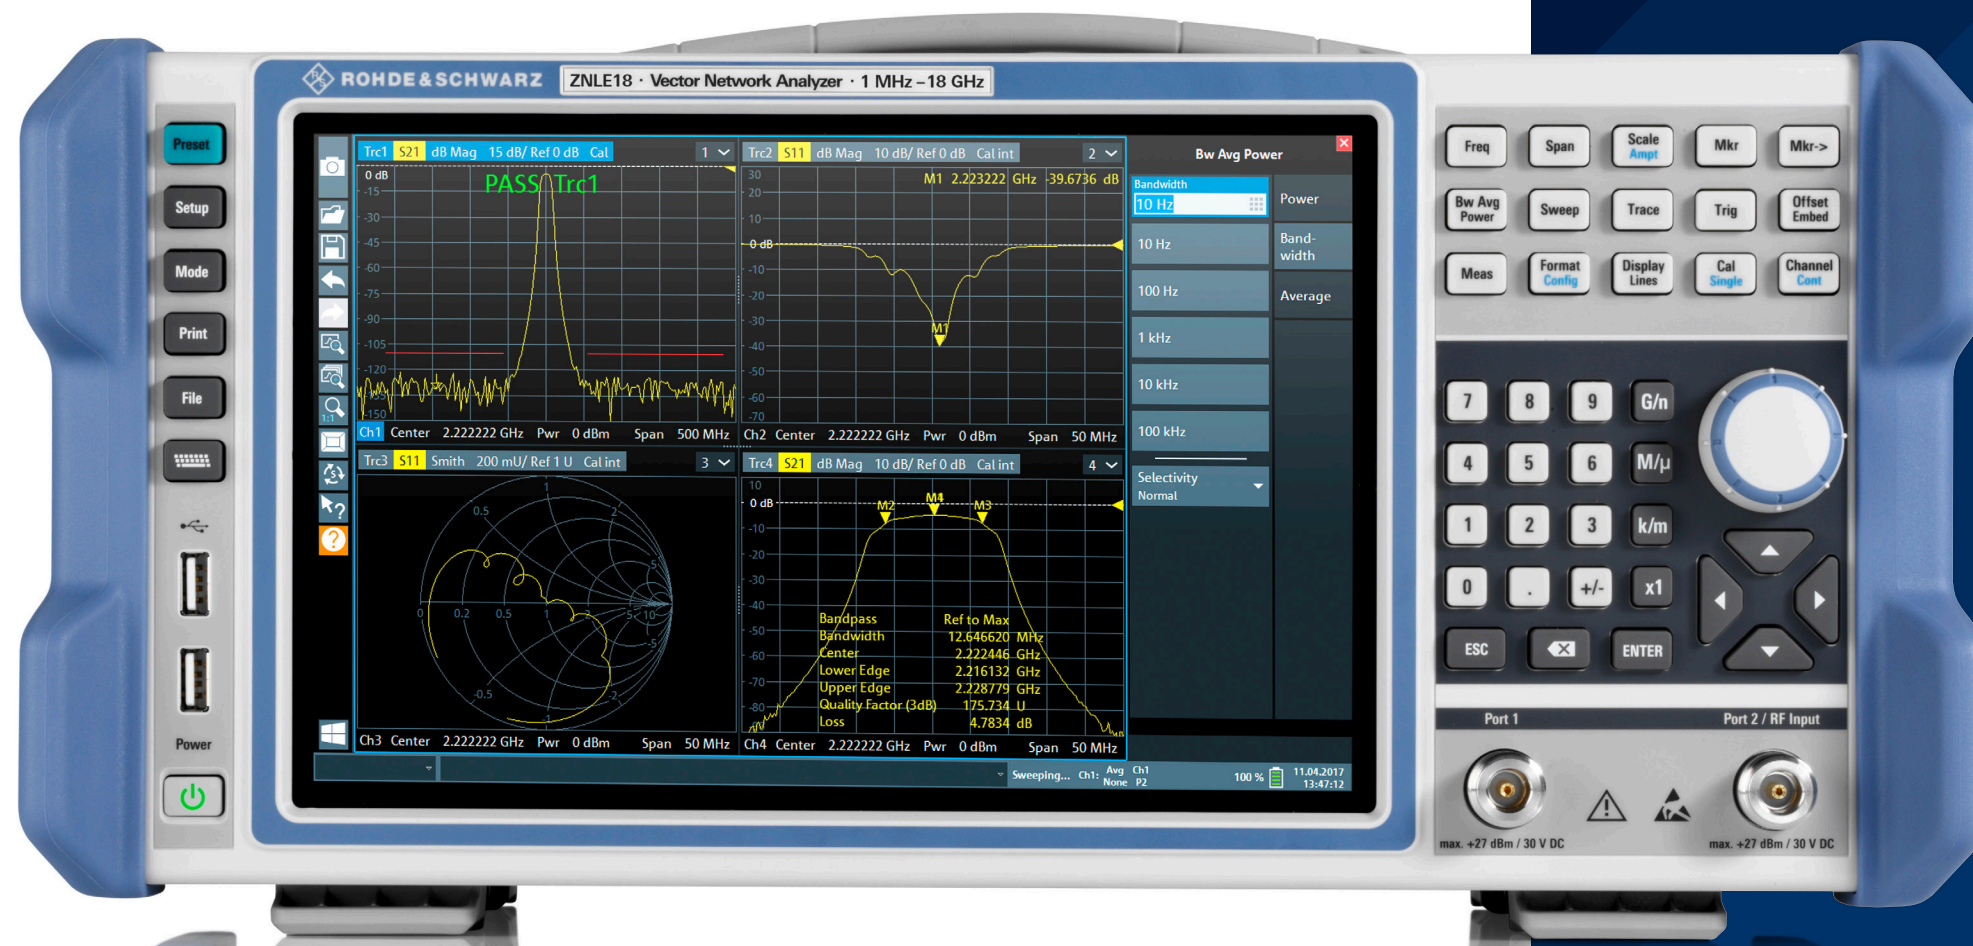 ROHDE&SCHWARZ
ZNLE18 · Vector Network Analyzer · 1 MHz – 18 GHz
Preset
Setup
Mode
Print
File
Power
Trc1 S21 dB Mag 15 dB/ Ref 0 dB Cal 1
0 dB
PASS Trc1
-15
-30
-45
-60
-75
-90
-105
-120
-150
Ch1 Center 2.222222 GHz Pwr 0 dBm Span 500 MHz
Trc2 S11 dB Mag 10 dB/ Ref 0 dB Cal int 2
M1 2.223222 GHz -39.6736 dB
30
20
10
0 dB
-10
-20
-30
M1
-40
-50
-60
-70
Ch2 Center 2.222222 GHz Pwr 0 dBm Span 50 MHz
Trc3 S11 Smith 200 mU/ Ref 1 U Cal int 3
1
0.5
2
5
0
0.2
0.5
1
2
5
10
-5
-0.5
-2
-1
Ch3 Center 2.222222 GHz Pwr 0 dBm Span 50 MHz
Trc4 S21 dB Mag 10 dB/ Ref 0 dB Cal int 4
10
0 dB
M2
M4
M3
-10
-20
-30
-40
-50
-60
-70
-80
Bandpass Ref to Max
Bandwidth 12.646620 MHz
Center 2.222446 GHz
Lower Edge 2.216132 GHz
Upper Edge 2.228779 GHz
Quality Factor (3dB) 175.734 U
Loss 4.7834 dB
Ch4 Center 2.222222 GHz Pwr 0 dBm Span 50 MHz
1:1
S
?
?
Bw Avg Power
Bandwidth
10 Hz
10 Hz
100 Hz
1 kHz
10 kHz
100 kHz
Selectivity
Normal
Power
Band-
width
Average
Sweeping... Ch1: Avg None Ch1 P2
100 %
11.04.2017
13:47:12
Freq
Span
Scale
Ampt
Mkr
Mkr->
Bw Avg
Power
Sweep
Trace
Trig
Offset
Embed
Meas
Format
Config
Display
Lines
Cal
Single
Channel
Cont
7 8 9 G/n
4 5 6 M/µ
1 2 3 k/m
0 . +/- x1
ESC
ENTER
Port 1
Port 2 / RF Input
max. +27 dBm / 30 V DC
max. +27 dBm / 30 V DC